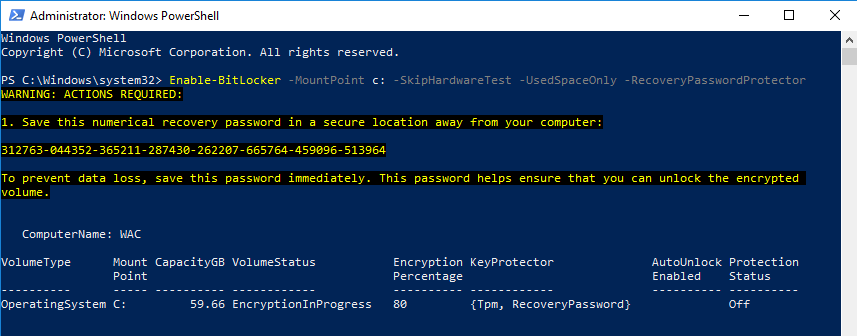 Administrator: Windows PowerShell
Windows PowerShell
Copyright (C) Microsoft Corporation. All rights reserved.
PS C:\Windows\system32> Enable-BitLocker -MountPoint c: -SkipHardwareTest -UsedSpaceOnly -RecoveryPasswordProtector
WARNING: ACTIONS REQUIRED:
1. Save this numerical recovery password in a secure location away from your computer:
312763-044352-365211-287430-262207-665764-459096-513964
To prevent data loss, save this password immediately. This password helps ensure that you can unlock the encrypted
volume.
ComputerName: WAC
VolumeType Mount CapacityGB VolumeStatus Encryption KeyProtector AutoUnlock Protection
Point Percentage Enabled Status
---------- ----- ---------- ------------ ---------- ------------ ---------- ----------
OperatingSystem C: 59.66 EncryptionInProgress 80 {Tpm, RecoveryPassword} Off